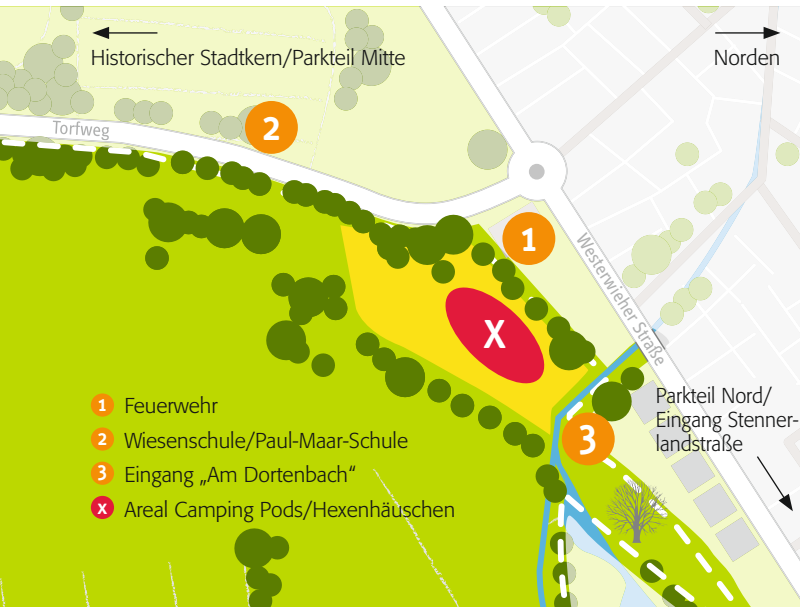 Historischer Stadtkern/Parkteil Mitte
Norden
Torfweg
2
1
Westerwieher Straße
X
Parkteil Nord/
Eingang Stenner-
landstraße
3
1 Feuerwehr
2 Wiesenschule/Paul-Maar-Schule
3 Eingang „Am Dortenbach“
X Areal Camping Pods/Hexenhäuschen